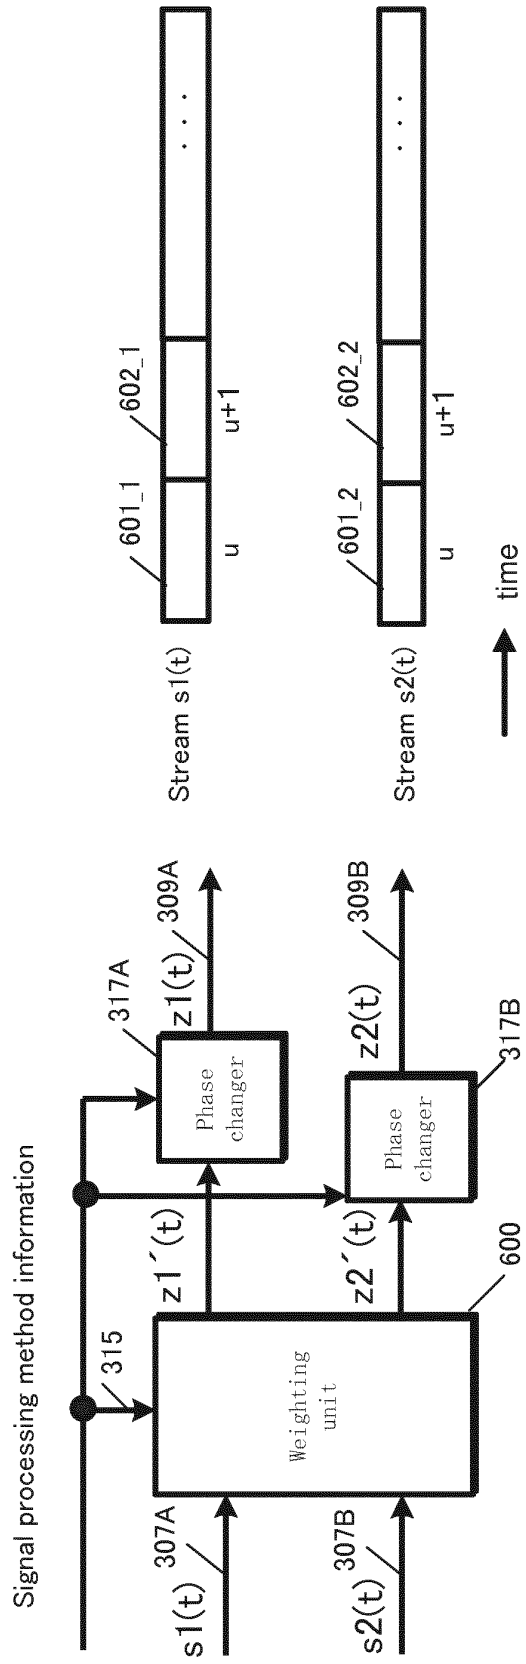 Signal processing method information
315
317A
Phase
changer
z1(t)
309A
s1(t)
307A
z1´(t)
Weighting
unit
s2(t)
307B
z2´(t)
600
Phase
changer
317B
z2(t)
309B
Stream s1(t)
601_1
602_1
. . .
u
u+1
Stream s2(t)
601_2
602_2
. . .
u
u+1
time